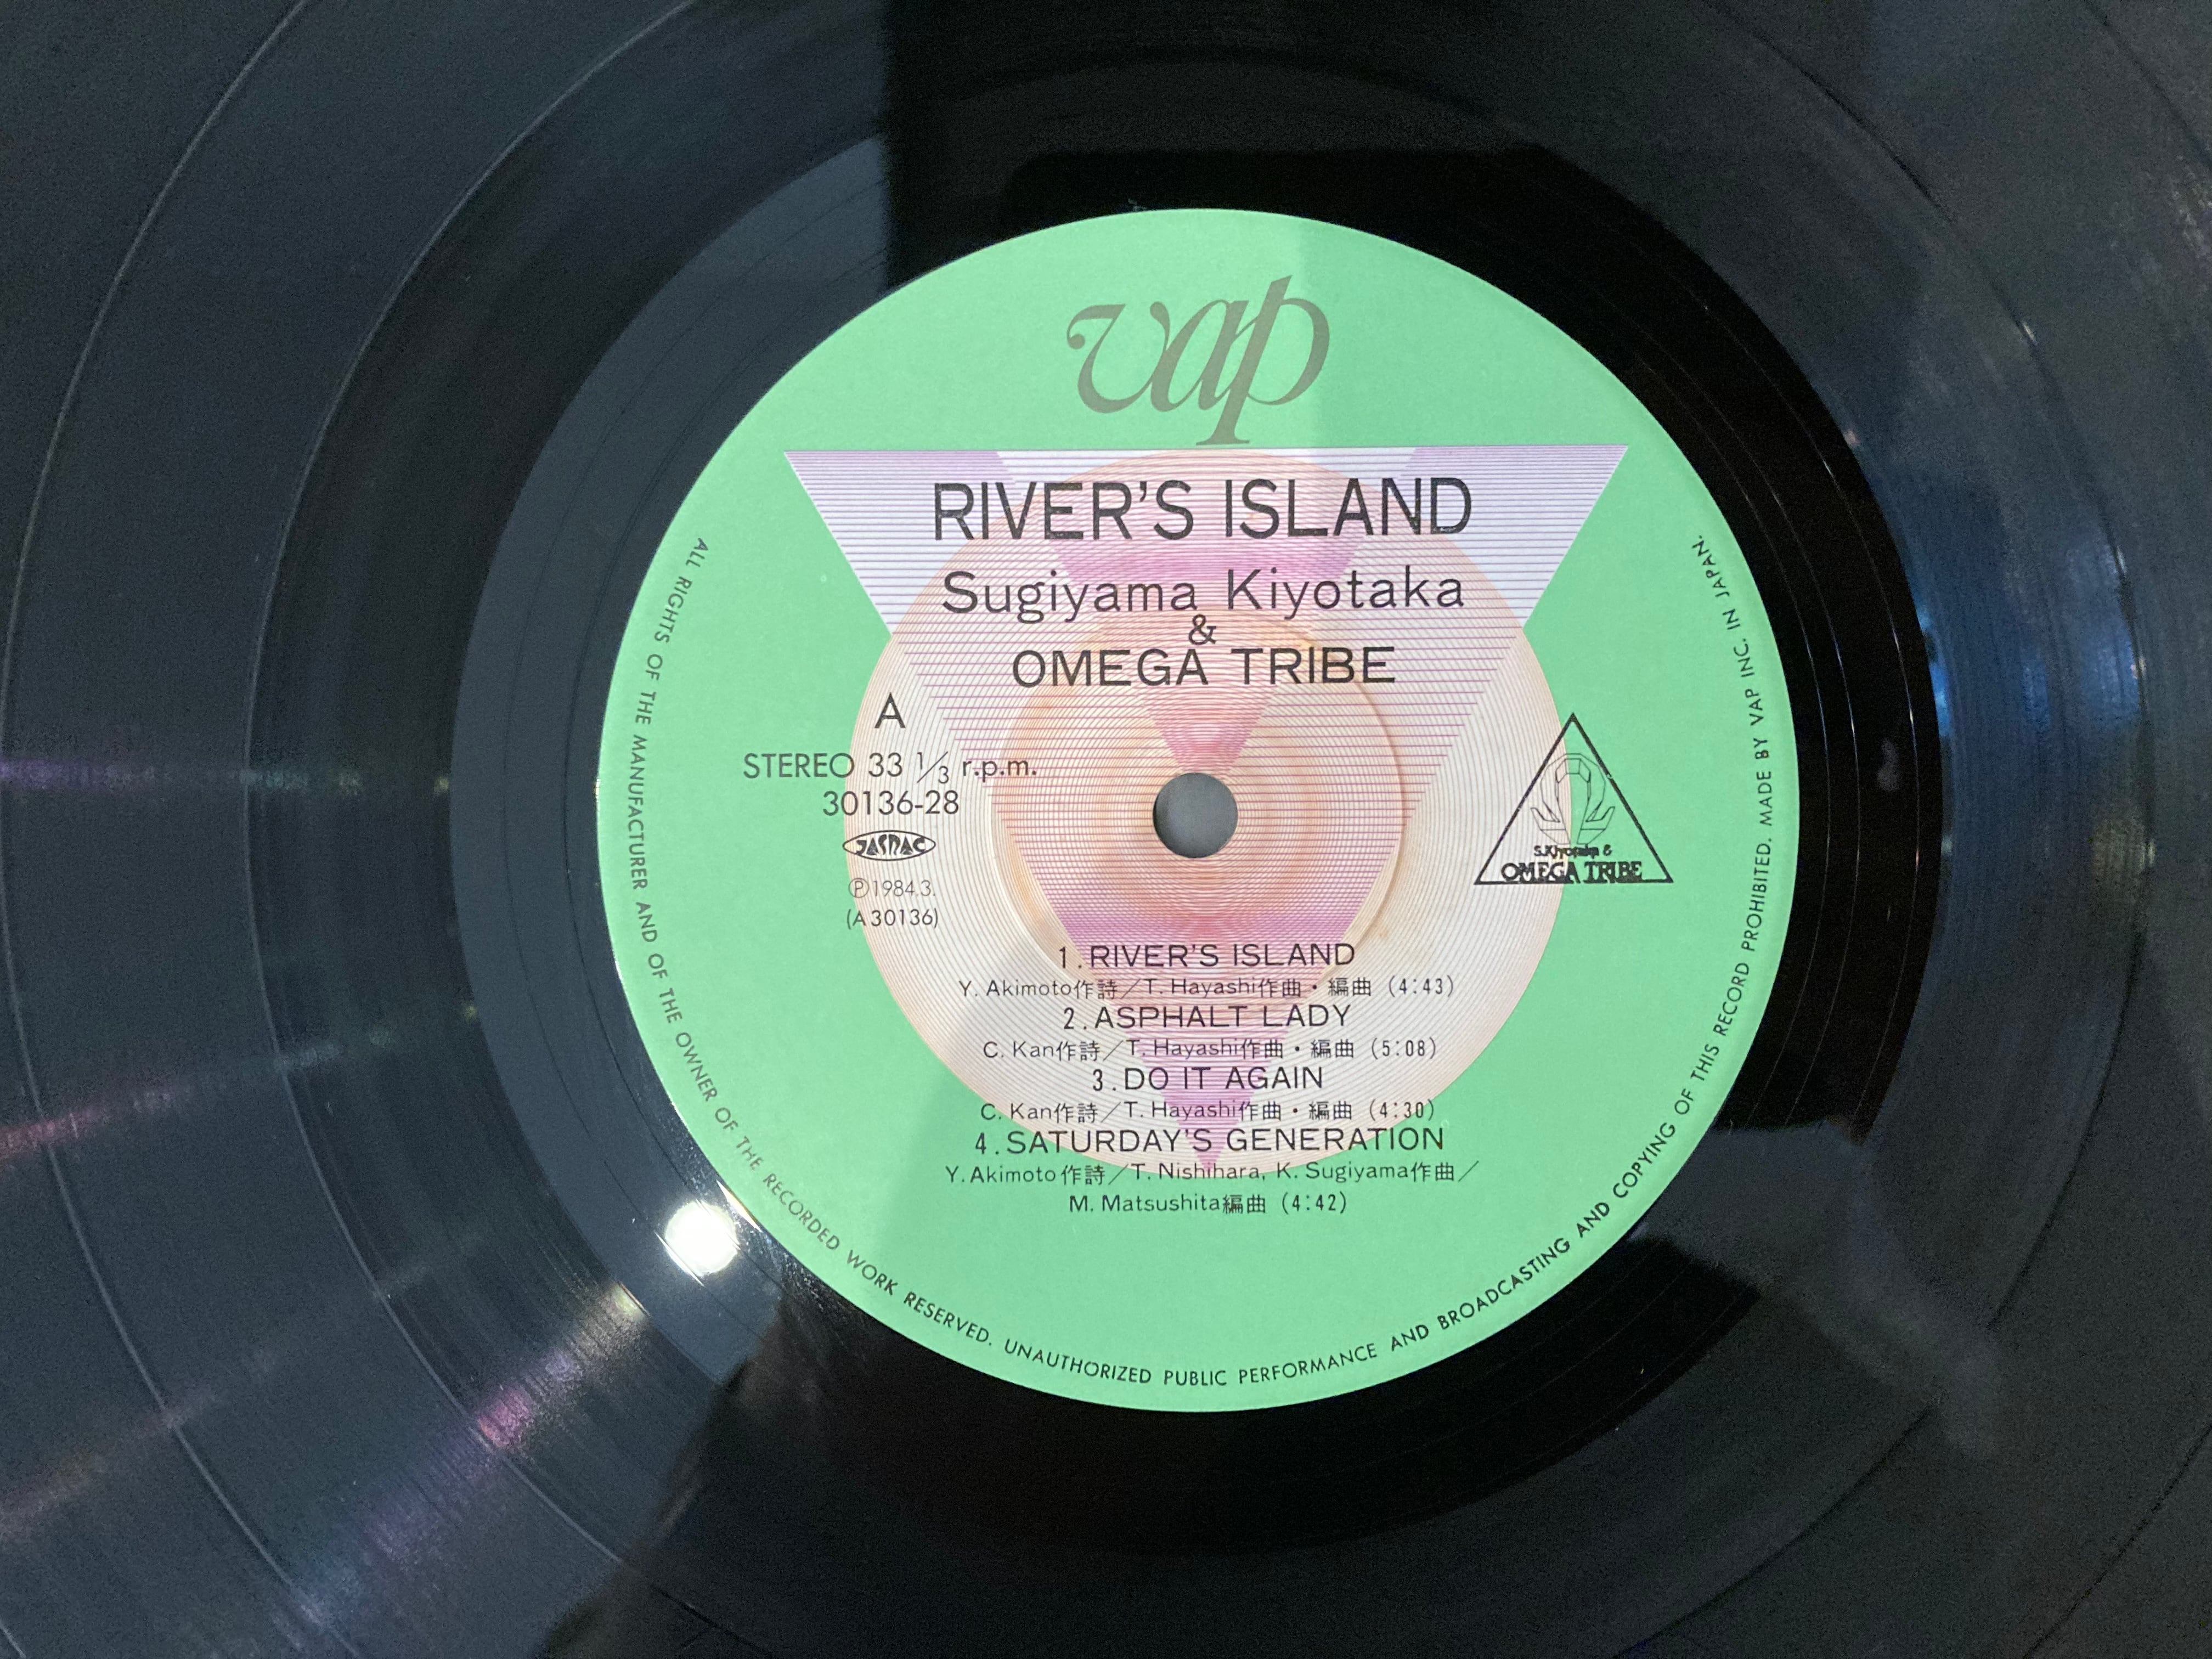 vap
RIVER'S ISLAND
Sugiyama Kiyotaka
&
OMEGA TRIBE
A
STEREO 33 1/3 r.p.m.
30136-28
JASRAC
Ⓟ1984.3.
(A30136)
S.Kiyotaka &
OMEGA TRIBE
1.RIVER'S ISLAND
Y. Akimoto作詩／T. Hayashi作曲・編曲 (4:43)
2.ASPHALT LADY
C. Kan作詩／T. Hayashi作曲・編曲 (5:08)
3.DO IT AGAIN
C. Kan作詩／T. Hayashi作曲・編曲 (4:30)
4.SATURDAY'S GENERATION
Y.Akimoto作詩／T. Nishihara, K. Sugiyama作曲／
M. Matsushita編曲 (4:42)
ALL RIGHTS OF THE MANUFACTURER AND OF THE OWNER OF THE RECORDED WORK RESERVED. UNAUTHORIZED PUBLIC PERFORMANCE AND BROADCASTING AND COPYING OF THIS RECORD PROHIBITED. MADE BY VAP INC. IN JAPAN.